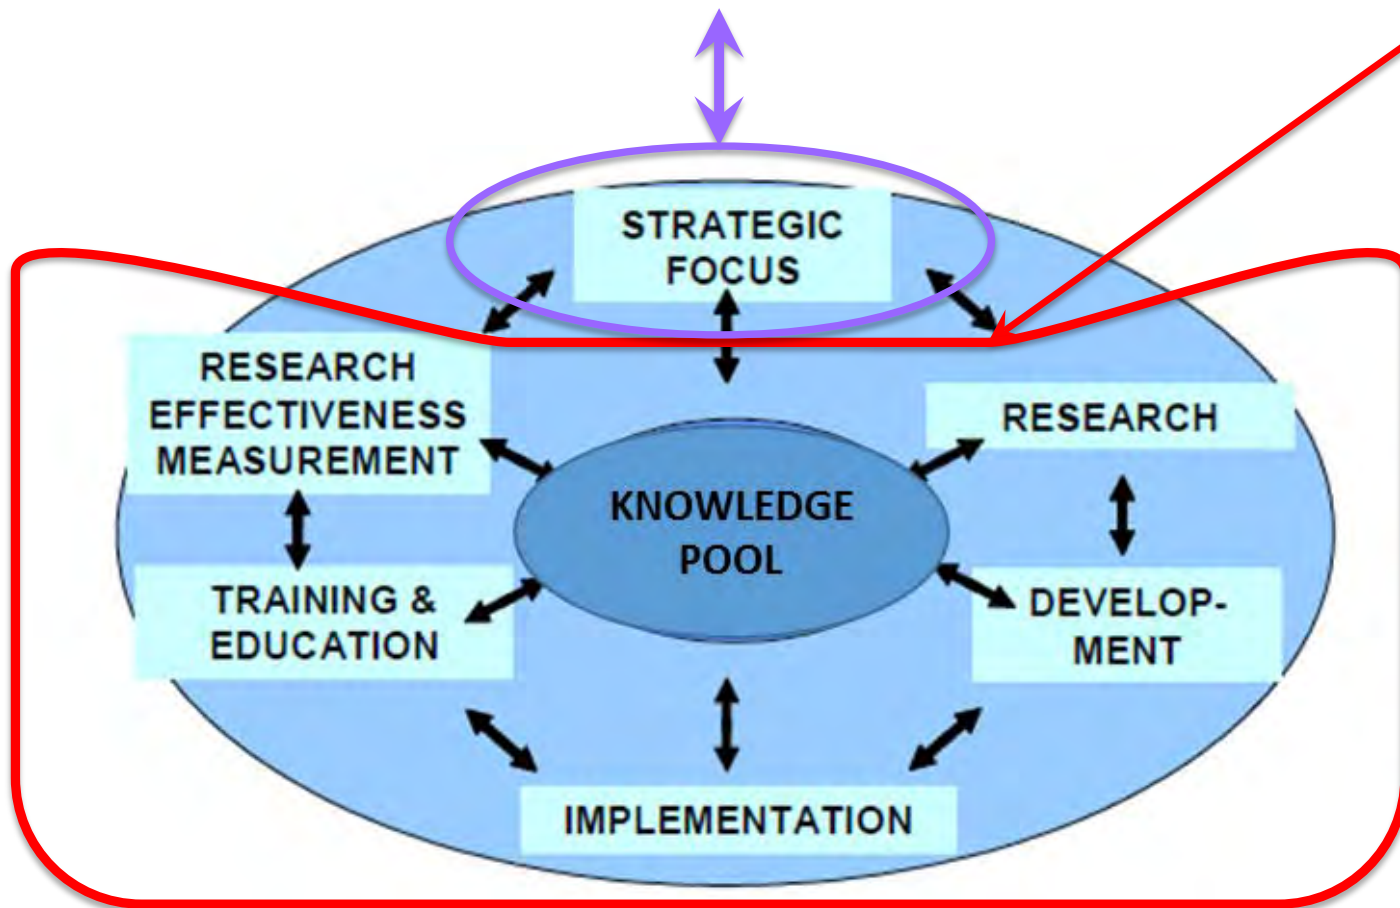 STRATEGIC
FOCUS
RESEARCH
EFFECTIVENESS
MEASUREMENT
RESEARCH
KNOWLEDGE
POOL
TRAINING &
EDUCATION
DEVELOP-
MENT
IMPLEMENTATION